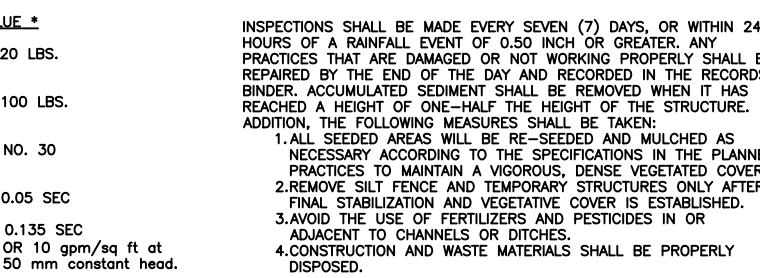 LUE *
20 LBS.
100 LBS.
NO. 30
0.05 SEC
0.135 SEC
OR 10 gpm/sq ft at
50 mm constant head.
INSPECTIONS SHALL BE MADE EVERY SEVEN (7) DAYS, OR WITHIN 24
HOURS OF A RAINFALL EVENT OF 0.50 INCH OR GREATER. ANY
PRACTICES THAT ARE DAMAGED OR NOT WORKING PROPERLY SHALL B
REPAIRED BY THE END OF THE DAY AND RECORDED IN THE RECORDS
BINDER. ACCUMULATED SEDIMENT SHALL BE REMOVED WHEN IT HAS
REACHED A HEIGHT OF ONE-HALF THE HEIGHT OF THE STRUCTURE.
ADDITION, THE FOLLOWING MEASURES SHALL BE TAKEN:
1. ALL SEEDED AREAS WILL BE RE-SEEDED AND MULCHED AS
NECESSARY ACCORDING TO THE SPECIFICATIONS IN THE PLANNE
PRACTICES TO MAINTAIN A VIGOROUS, DENSE VEGETATED COVER
2. REMOVE SILT FENCE AND TEMPORARY STRUCTURES ONLY AFTER
FINAL STABILIZATION AND VEGETATIVE COVER IS ESTABLISHED.
3. AVOID THE USE OF FERTILIZERS AND PESTICIDES IN OR
ADJACENT TO CHANNELS OR DITCHES.
4. CONSTRUCTION AND WASTE MATERIALS SHALL BE PROPERLY
DISPOSED.